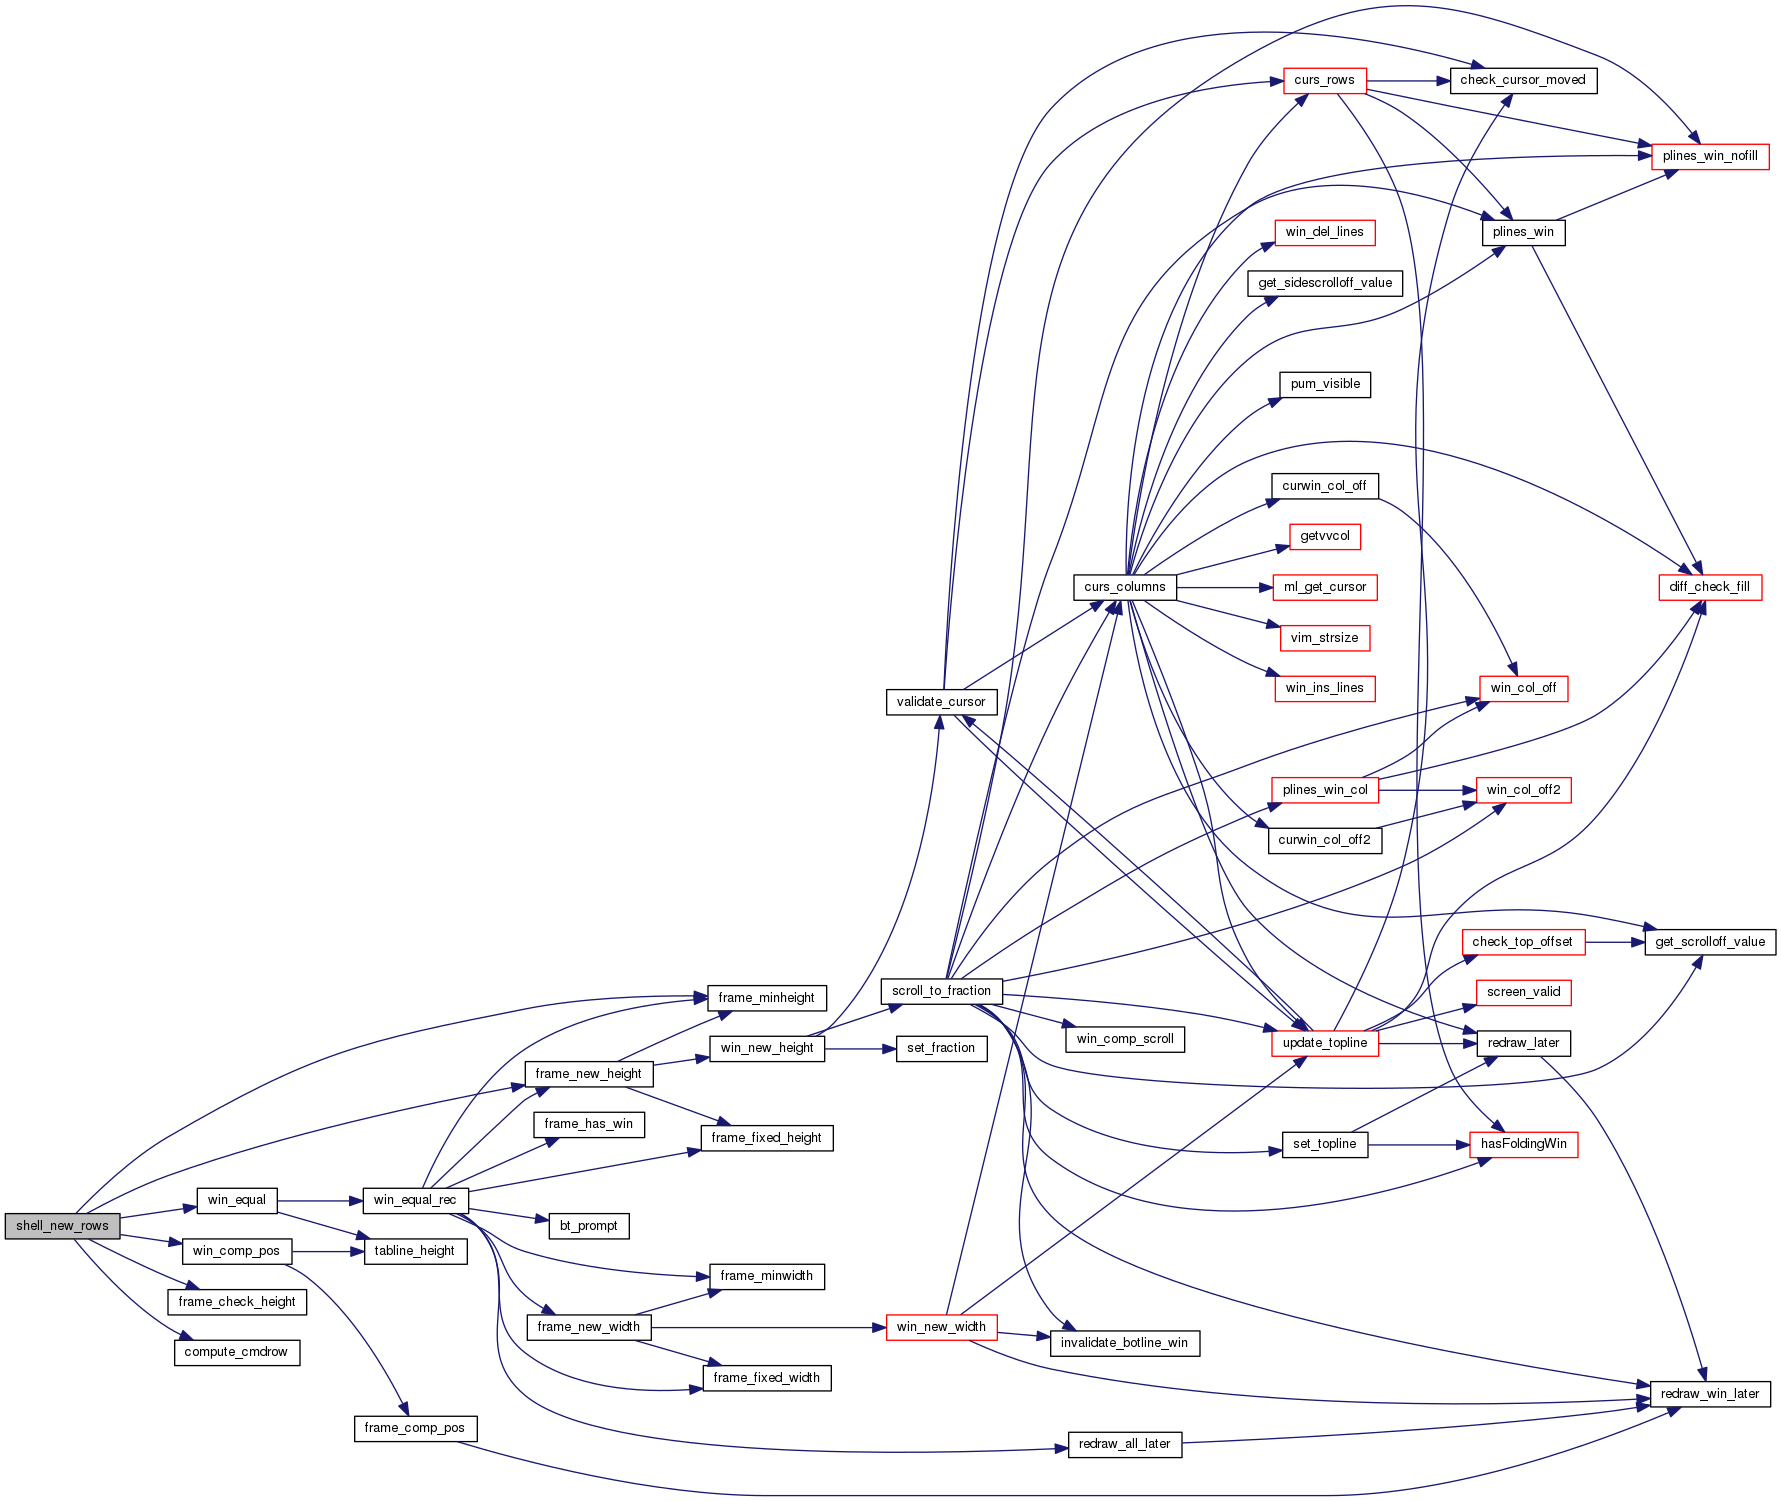 curs_rows
check_cursor_moved
plines_win_nofill
win_del_lines
plines_win
get_sidescrolloff_value
pum_visible
curwin_col_off
getvvcol
curs_columns
ml_get_cursor
diff_check_fill
vim_strsize
validate_cursor
win_ins_lines
win_col_off
plines_win_col
win_col_off2
curwin_col_off2
check_top_offset
get_scrolloff_value
scroll_to_fraction
screen_valid
frame_minheight
win_comp_scroll
update_topline
redraw_later
win_new_height
set_fraction
frame_new_height
frame_has_win
frame_fixed_height
set_topline
hasFoldingWin
win_equal
win_equal_rec
shell_new_rows
bt_prompt
win_comp_pos
tabline_height
frame_minwidth
frame_check_height
frame_new_width
win_new_width
invalidate_botline_win
compute_cmdrow
frame_fixed_width
redraw_win_later
frame_comp_pos
redraw_all_later